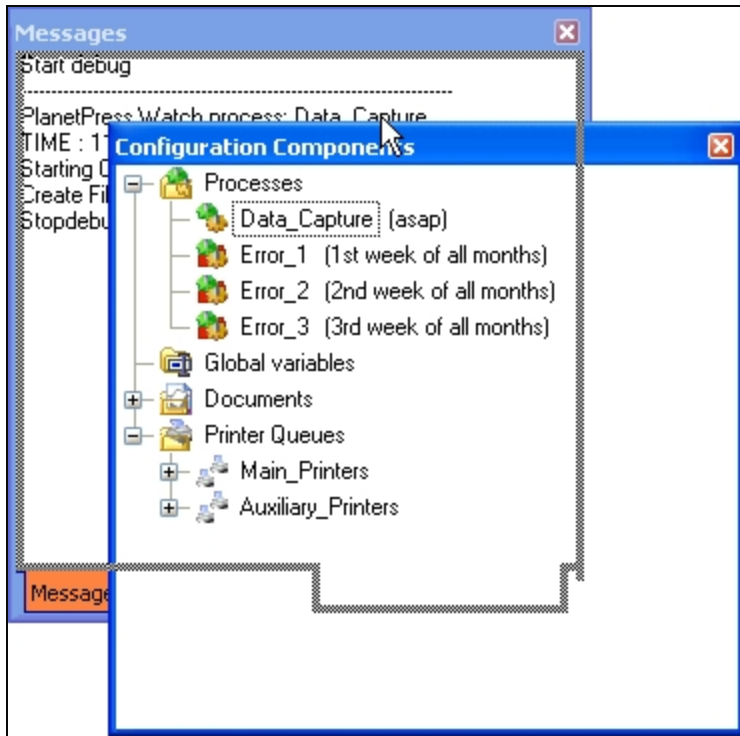 Messages
Start debug
PlanetPress Watch process: Data_Capture
TIME : 1
Starting
Create Fil
Stopdebu
Configuration Components
Processes
Data_Capture (asap)
Error_1 (1st week of all months)
Error_2 (2nd week of all months)
Error_3 (3rd week of all months)
Global variables
Documents
Printer Queues
Main_Printers
Auxiliary_Printers
Message